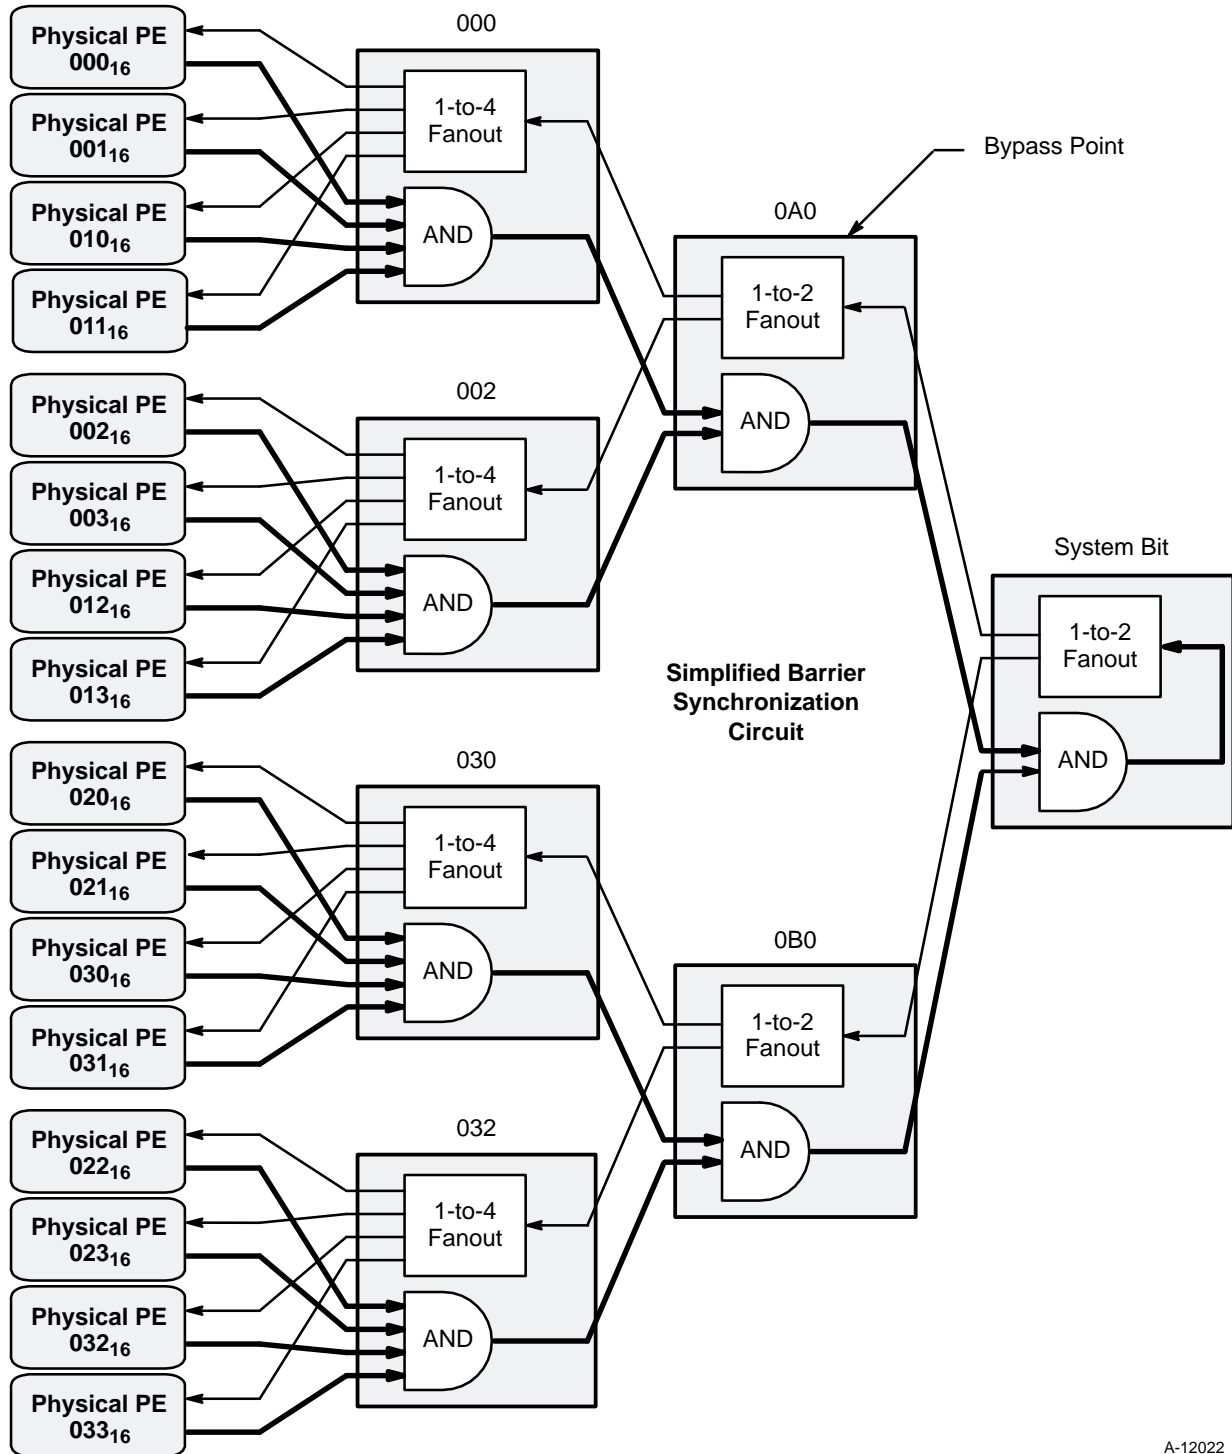 000
Physical PE
000₁₆
Physical PE
001₁₆
Physical PE
010₁₆
Physical PE
011₁₆
1-to-4
Fanout
AND
Bypass Point
0A0
1-to-2
Fanout
AND
002
Physical PE
002₁₆
Physical PE
003₁₆
Physical PE
012₁₆
Physical PE
013₁₆
1-to-4
Fanout
AND
System Bit
1-to-2
Fanout
AND
Simplified Barrier
Synchronization
Circuit
030
Physical PE
020₁₆
Physical PE
021₁₆
Physical PE
030₁₆
Physical PE
031₁₆
1-to-4
Fanout
AND
0B0
1-to-2
Fanout
AND
032
Physical PE
022₁₆
Physical PE
023₁₆
Physical PE
032₁₆
Physical PE
033₁₆
1-to-4
Fanout
AND
A-12022